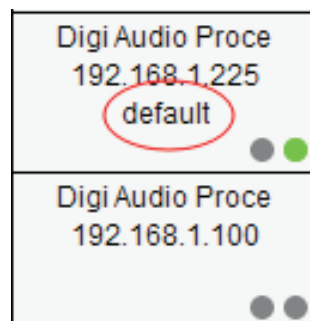 Digi Audio Proce
192.168.1.225
default
Digi Audio Proce
192.168.1.100